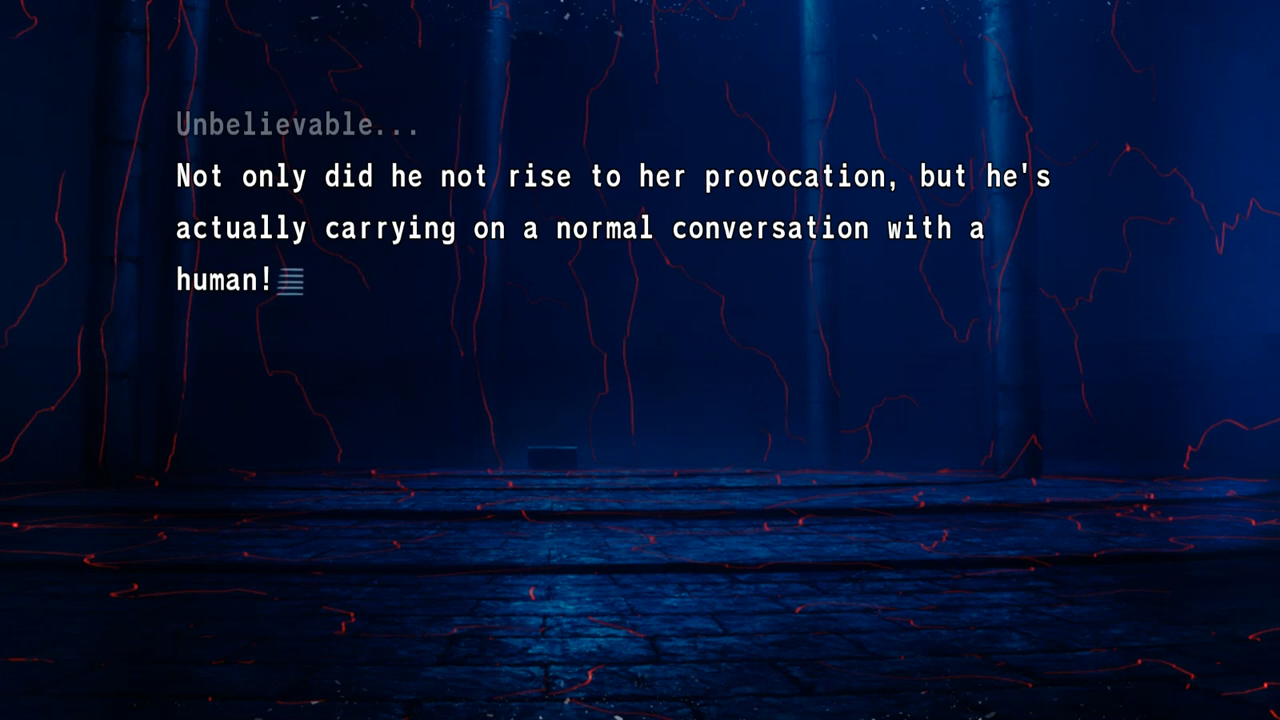 Unbelievable...
Not only did he not rise to her provocation, but he's
actually carrying on a normal conversation with a
human!